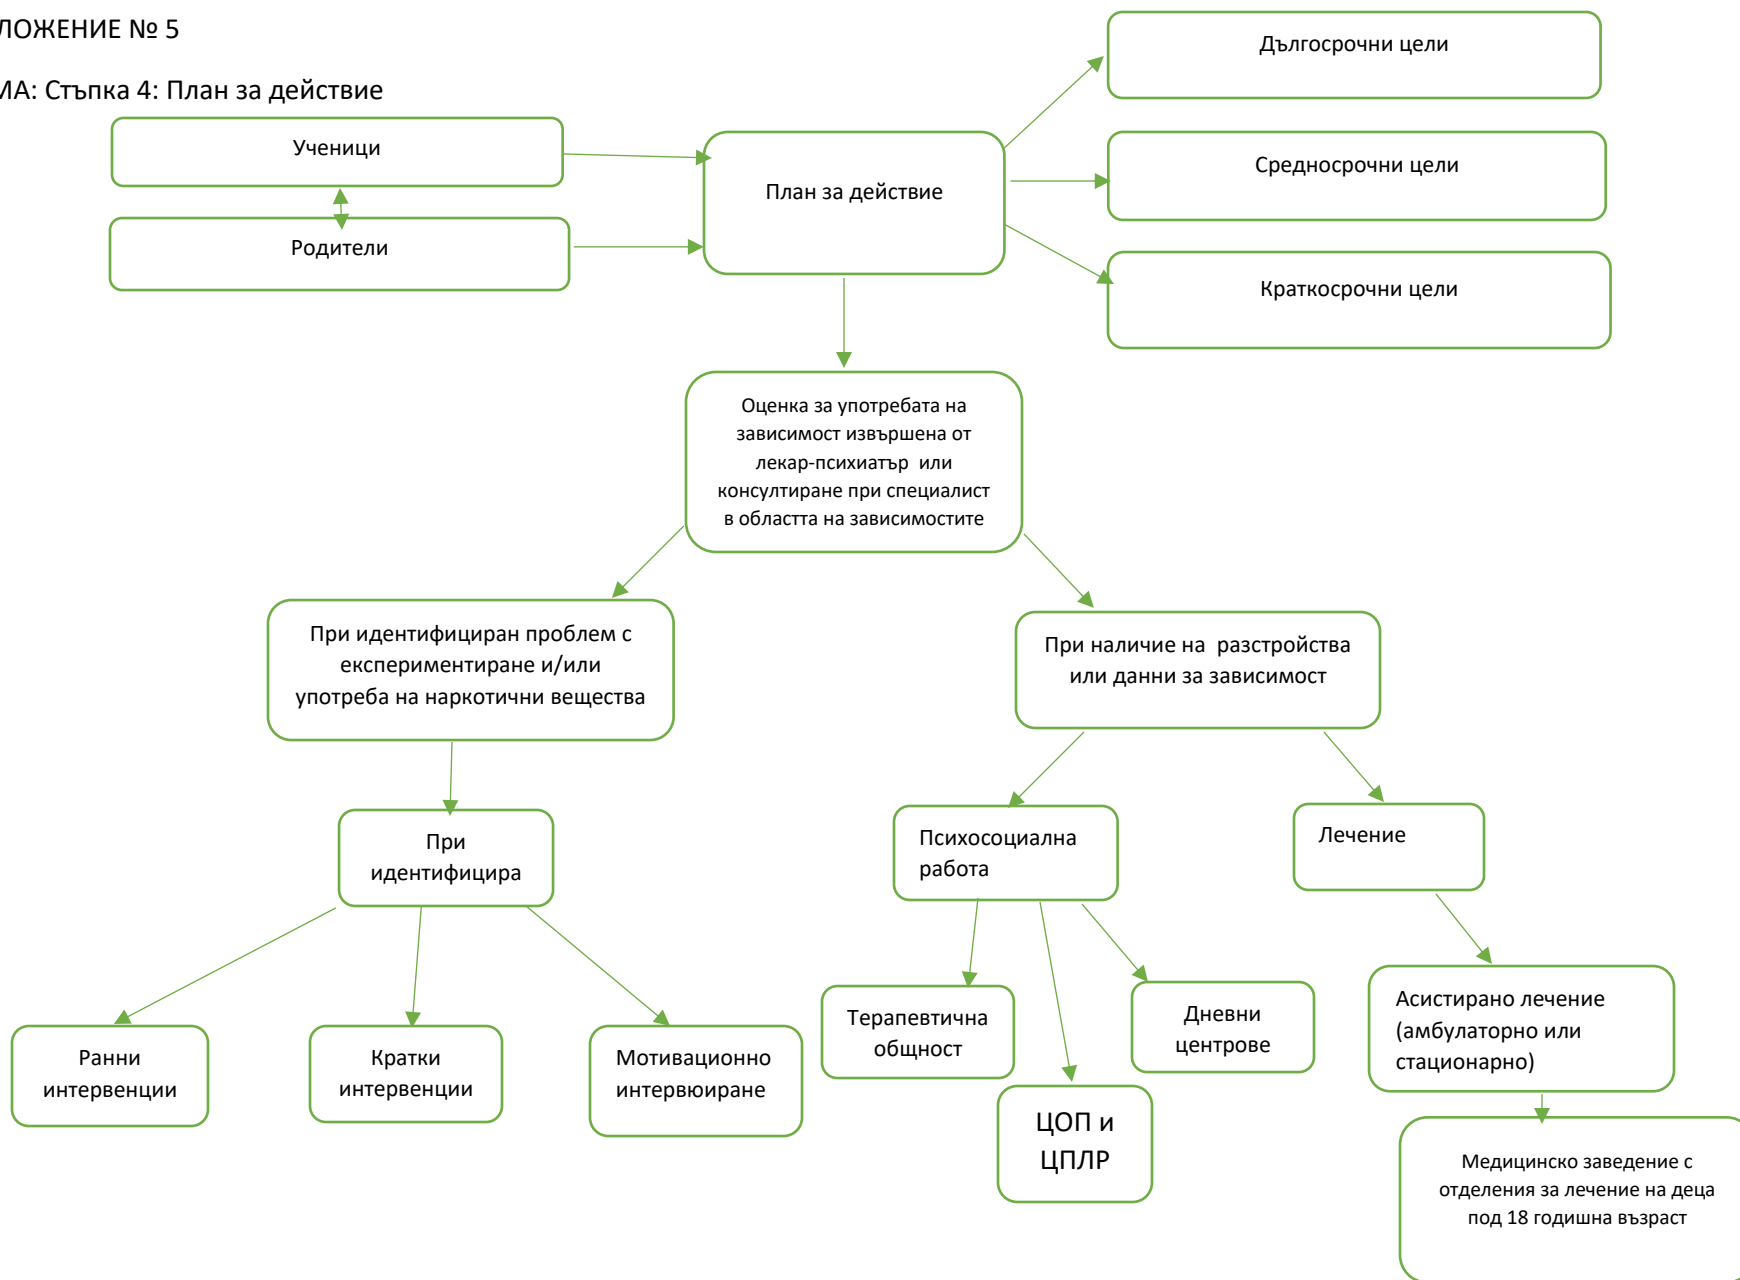 ЛОЖЕНИЕ № 5
МА: Стъпка 4: План за действие
Ученици
Родители
План за действие
Дългосрочни цели
Средносрочни цели
Краткосрочни цели
Оценка за употребата на
зависимост извършена от
лекар-психиатър или
консултиране при специалист
в областта на зависимостите
При идентифициран проблем с
експериментиране и/или
употреба на наркотични вещества
При наличие на разстройства
или данни за зависимост
При
идентифицира
Психосоциална
работа
Лечение
Ранни
интервенции
Кратки
интервенции
Мотивационно
интервюиране
Терапевтична
общност
ЦОП и
ЦПЛР
Дневни
центрове
Асистирано лечение
(амбулаторно или
стационарно)
Медицинско заведение с
отделения за лечение на деца
под 18 годишна възраст